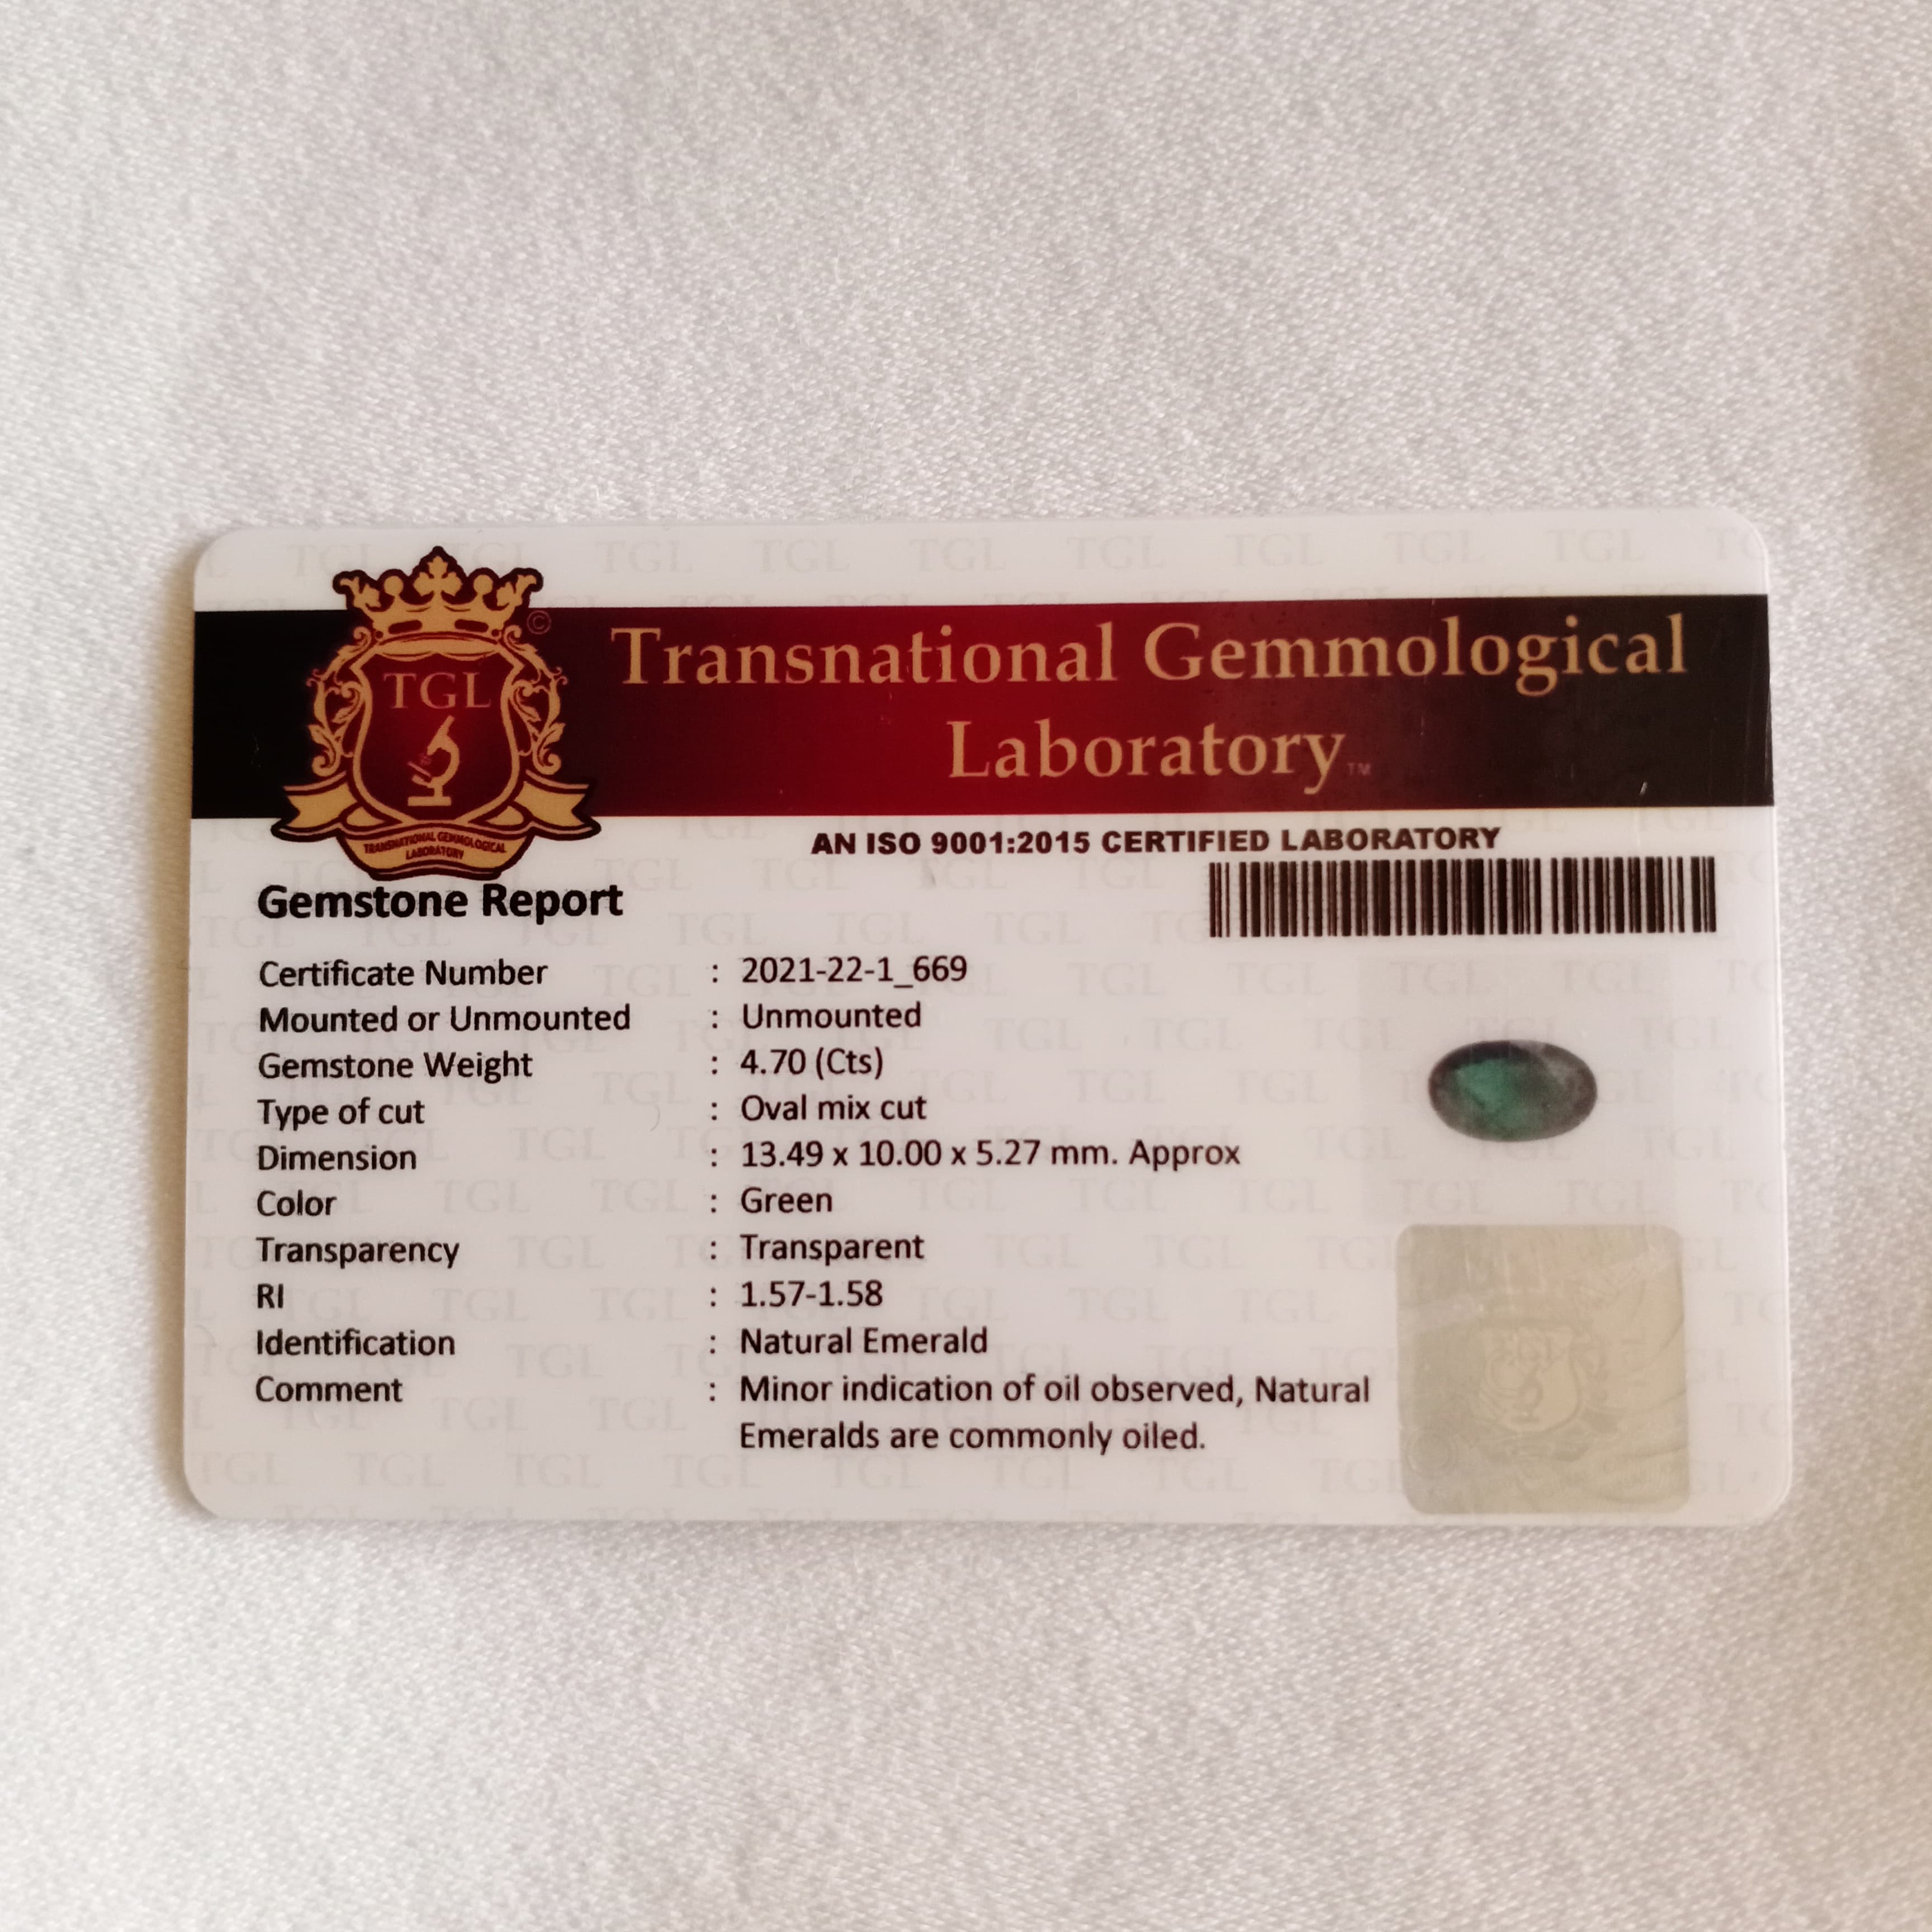 TGL
TRANSNATIONAL GEMMOLOGICAL
LABORATORY
©
Transnational Gemmological
Laboratory™
AN ISO 9001:2015 CERTIFIED LABORATORY
Gemstone Report
Certificate Number : 2021-22-1_669
Mounted or Unmounted : Unmounted
Gemstone Weight : 4.70 (Cts)
Type of cut : Oval mix cut
Dimension : 13.49 x 10.00 x 5.27 mm. Approx
Color : Green
Transparency : Transparent
RI : 1.57-1.58
Identification : Natural Emerald
Comment : Minor indication of oil observed, Natural
Emeralds are commonly oiled.